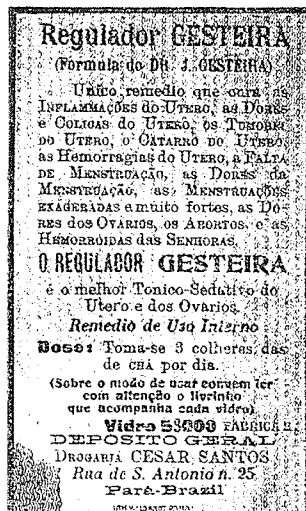 Regulador GESTEIRA
(Formula do DR. J. GESTEIRA)
Unico remedio que cura as
INFLAMMAÇÕES DO UTERO, AS DORES
E COLICAS DO UTERO, OS TUMORES
DO UTERO, O CATARRO DO UTERO,
as Hemorragias do Utero, a FALTA
DE MENSTRUAÇÃO, as DORES da
MENSTRUAÇÃO, as MENSTRUAÇÕES
EXAGERADAS e muito fortes, as DO-
RES DOS OVARIOS, OS ABORTOS, e as
HEMORROIDAS DAS SENHORAS.
O REGULADOR GESTEIRA
é o melhor Tonico-Sedativo do
Utero e dos Ovarios
Remedio de Uso Interno
Dose: Toma-se 3 colheres das
de CHÁ por dia.
(Sobre o modo de usar convem ler
com attenção o livrinho
que acompanha cada vidro)
Vidro 5$000
DEPOSITO GERAL
DROGARIA CESAR SANTOS
Rua de S. Antonio n. 25
Pará-Brazil